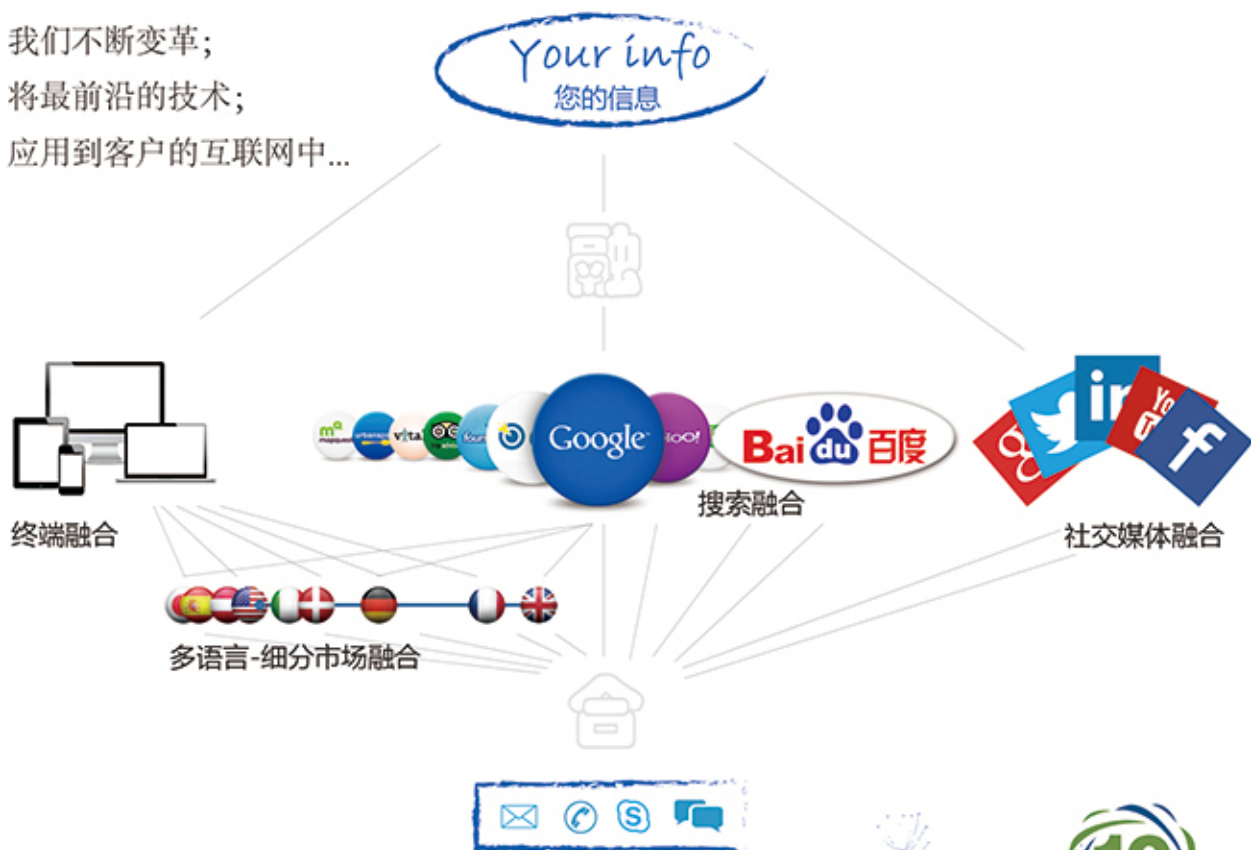 我们不断变革;
将最前沿的技术;
应用到客户的互联网中...
Your info
您的信息
融
mapquest
Google
Bai du 百度
in
f
搜索融合
终端融合
社交媒体融合
多语言-细分市场融合
合
S